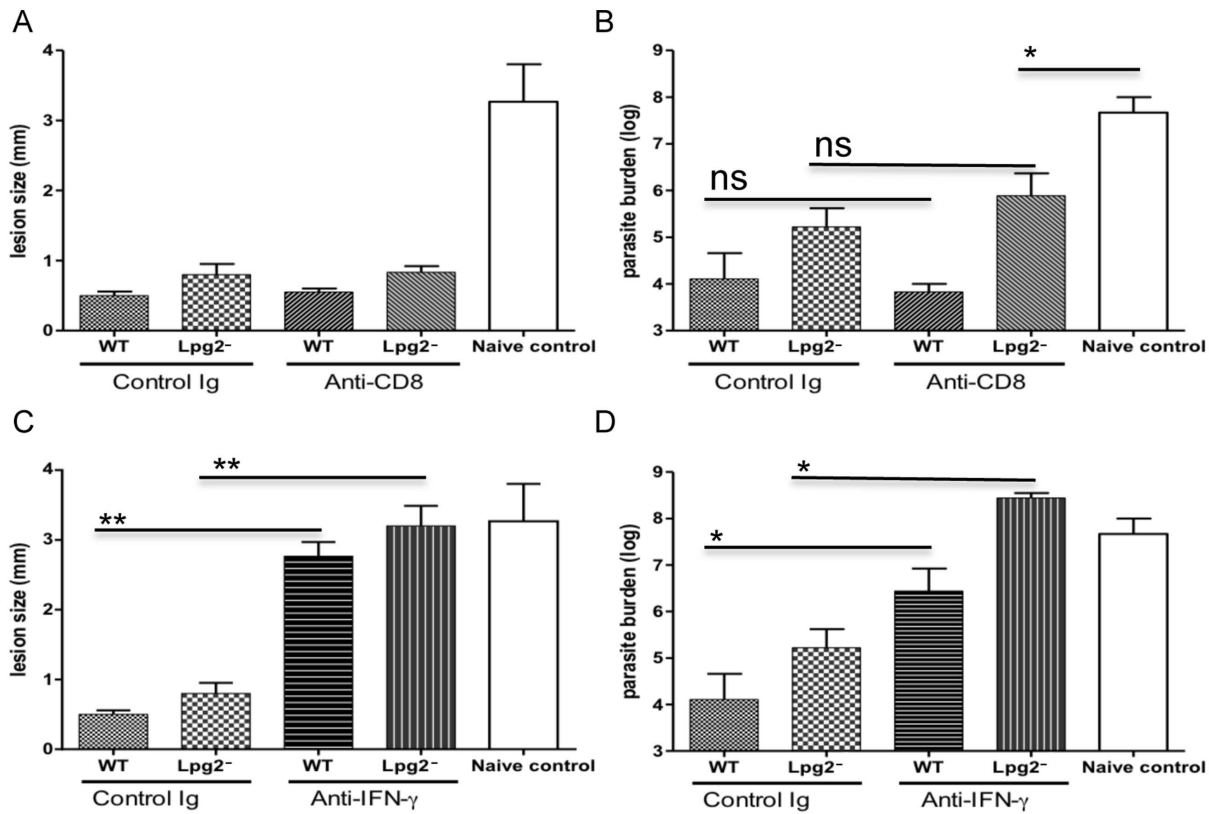 A
lesion size (mm)
4
3
2
1
0
WT Lpg2⁻ WT Lpg2⁻ Naive control
Control Ig Anti-CD8
B
parasite burden (log)
9
8
7
6
5
4
3
ns
ns
*
WT Lpg2⁻ WT Lpg2⁻ Naive control
Control Ig Anti-CD8
C
lesion size (mm)
4
3
2
1
0
**
**
WT Lpg2⁻ WT Lpg2⁻ Naive control
Control Ig Anti-IFN-γ
D
parasite burden (log)
9
8
7
6
5
4
3
*
*
WT Lpg2⁻ WT Lpg2⁻ Naive control
Control Ig Anti-IFN-γ